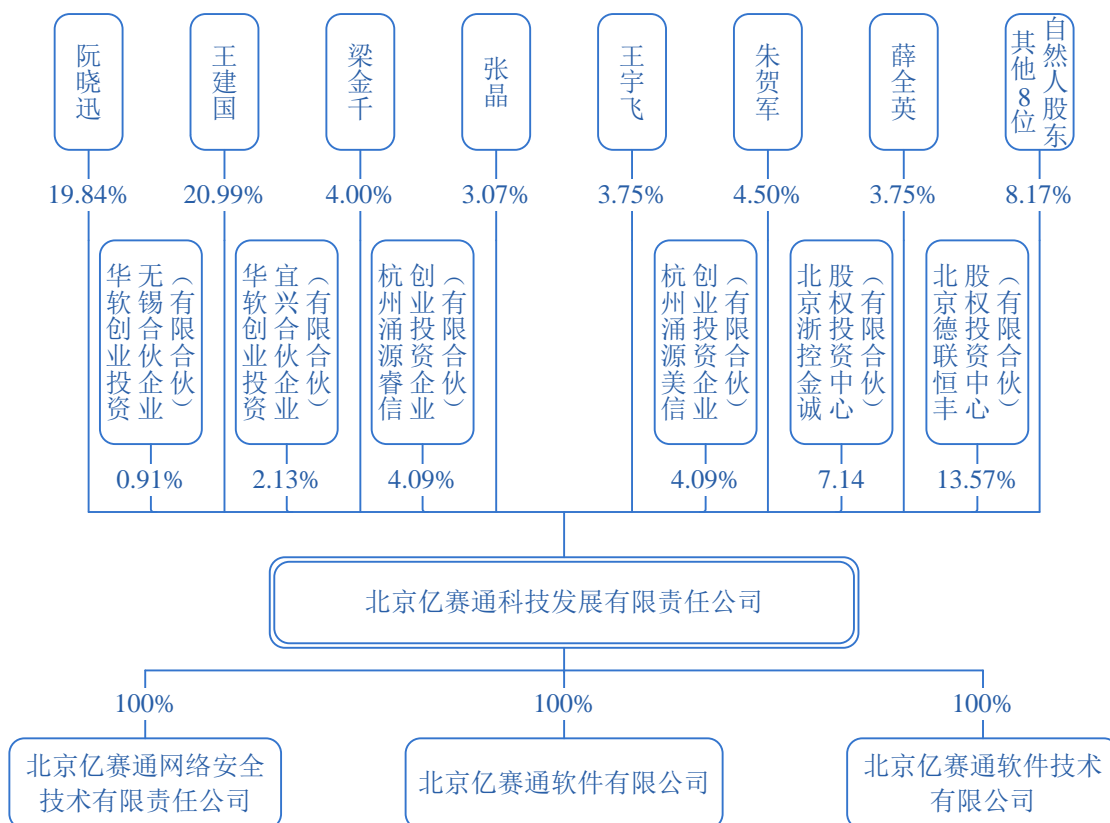 阮晓迅
王建国
梁金千
张晶
王宇飞
朱贺军
薛全英
其他8位
自然人股东
19.84%
20.99%
4.00%
3.07%
3.75%
4.50%
3.75%
8.17%
华软创业投资
无锡合伙企业
（有限合伙）
华软创业投资
宜兴合伙企业
（有限合伙）
杭州涌源睿信
创业投资企业
（有限合伙）
杭州涌源美信
创业投资企业
（有限合伙）
北京浙控金诚
股权投资中心
（有限合伙）
北京德联恒丰
股权投资中心
（有限合伙）
0.91%
2.13%
4.09%
4.09%
7.14
13.57%
北京亿赛通科技发展有限责任公司
100%
100%
100%
北京亿赛通网络安全
技术有限责任公司
北京亿赛通软件有限公司
北京亿赛通软件技术
有限公司